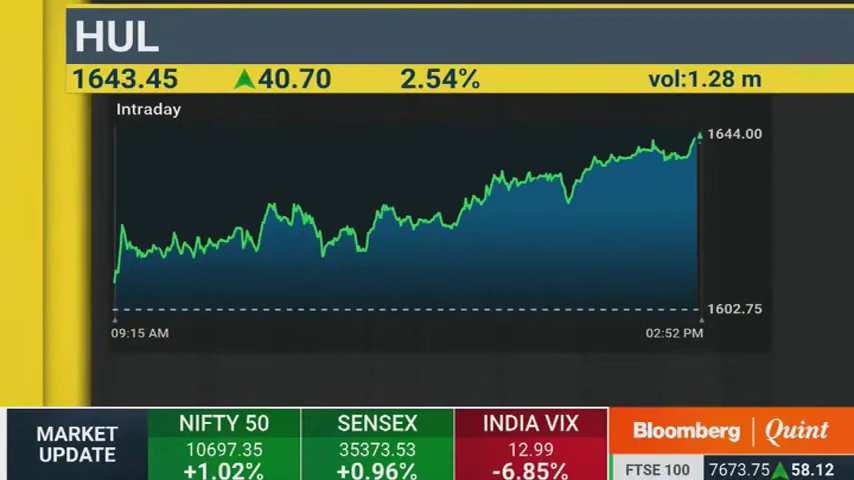 HUL
1643.45 ▲40.70 2.54% vol:1.28 m
Intraday
1644.00
1602.75
09:15 AM 02:52 PM
MARKET UPDATE
NIFTY 50
10697.35
+1.02%
SENSEX
35373.53
+0.96%
INDIA VIX
12.99
-6.85%
Bloomberg | Quint
FTSE 100 7673.75 ▲ 58.12